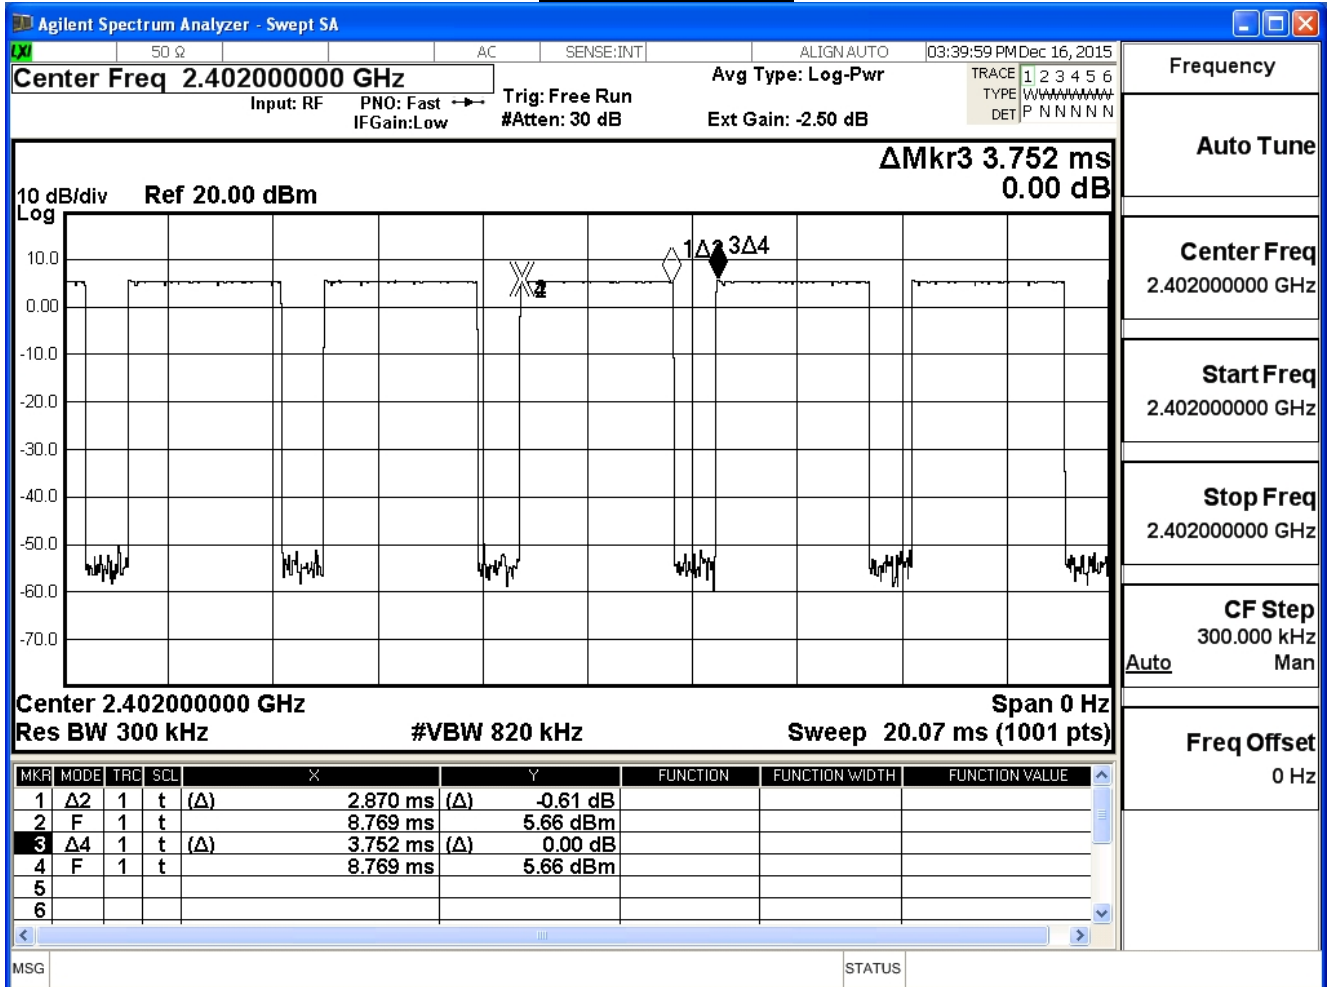 Agilent Spectrum Analyzer - Swept SA
LXI 50 Ω AC SENSE:INT ALIGN AUTO 03:39:59 PM Dec 16, 2015
Center Freq 2.402000000 GHz
Input: RF PNO: Fast IFGain:Low
Trig: Free Run
#Atten: 30 dB
Avg Type: Log-Pwr
Ext Gain: -2.50 dB
TRACE 1 2 3 4 5 6
TYPE WWWWWW
DET P N N N N N
ΔMkr3 3.752 ms
0.00 dB
10 dB/div Ref 20.00 dBm
Log
1Δ2 3Δ4
10.0
0.00
-10.0
-20.0
-30.0
-40.0
-50.0
-60.0
-70.0
Center 2.402000000 GHz Span 0 Hz
Res BW 300 kHz #VBW 820 kHz Sweep 20.07 ms (1001 pts)
MKR MODE TRC SCL X Y FUNCTION FUNCTION WIDTH FUNCTION VALUE
1 Δ2 1 t (Δ) 2.870 ms (Δ) -0.61 dB
2 F 1 t 8.769 ms 5.66 dBm
3 Δ4 1 t (Δ) 3.752 ms (Δ) 0.00 dB
4 F 1 t 8.769 ms 5.66 dBm
5
6
MSG STATUS
Frequency
Auto Tune
Center Freq
2.402000000 GHz
Start Freq
2.402000000 GHz
Stop Freq
2.402000000 GHz
CF Step
300.000 kHz
Auto Man
Freq Offset
0 Hz